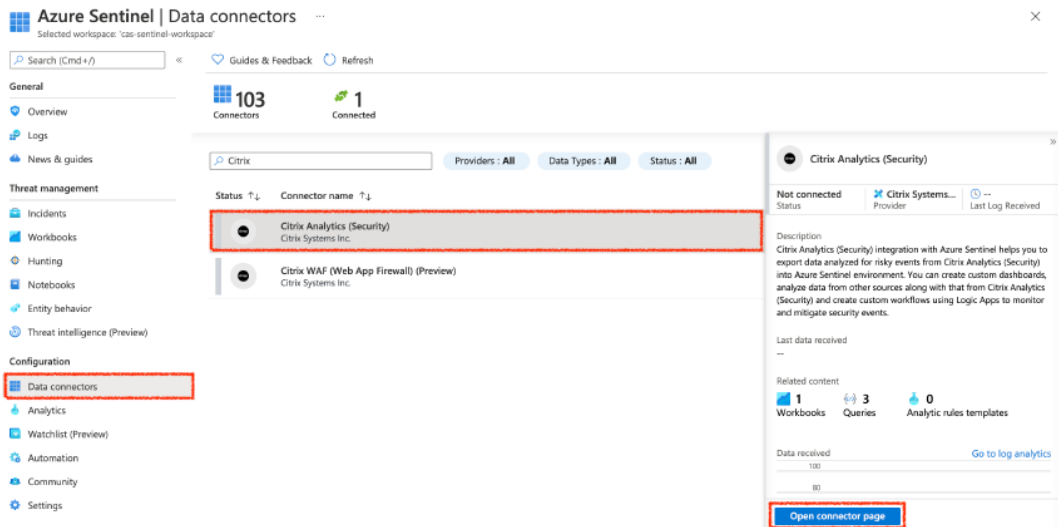 Azure Sentinel | Data connectors ...
Selected workspace: 'cas-sentinel-workspace'
Search (Cmd+/)
«
General
Overview
Logs
News & guides
Threat management
Incidents
Workbooks
Hunting
Notebooks
Entity behavior
Threat intelligence (Preview)
Configuration
Data connectors
Analytics
Watchlist (Preview)
Automation
Community
Settings
Guides & Feedback Refresh
103 1
Connectors Connected
Citrix Providers : All Data Types : All Status : All
Status ↑↓ Connector name ↑↓
Citrix Analytics (Security)
Citrix Systems Inc.
Citrix WAF (Web App Firewall) (Preview)
Citrix Systems Inc.
»
Citrix Analytics (Security)
Not connected Citrix Systems... --
Status Provider Last Log Received
Description
Citrix Analytics (Security) integration with Azure Sentinel helps you to
export data analyzed for risky events from Citrix Analytics (Security)
into Azure Sentinel environment. You can create custom dashboards,
analyze data from other sources along with that from Citrix Analytics
(Security) and create custom workflows using Logic Apps to monitor
and mitigate security events.
Last data received
--
Related content
1 3 0
Workbooks Queries Analytic rules templates
Data received Go to log analytics
100
80
Open connector page